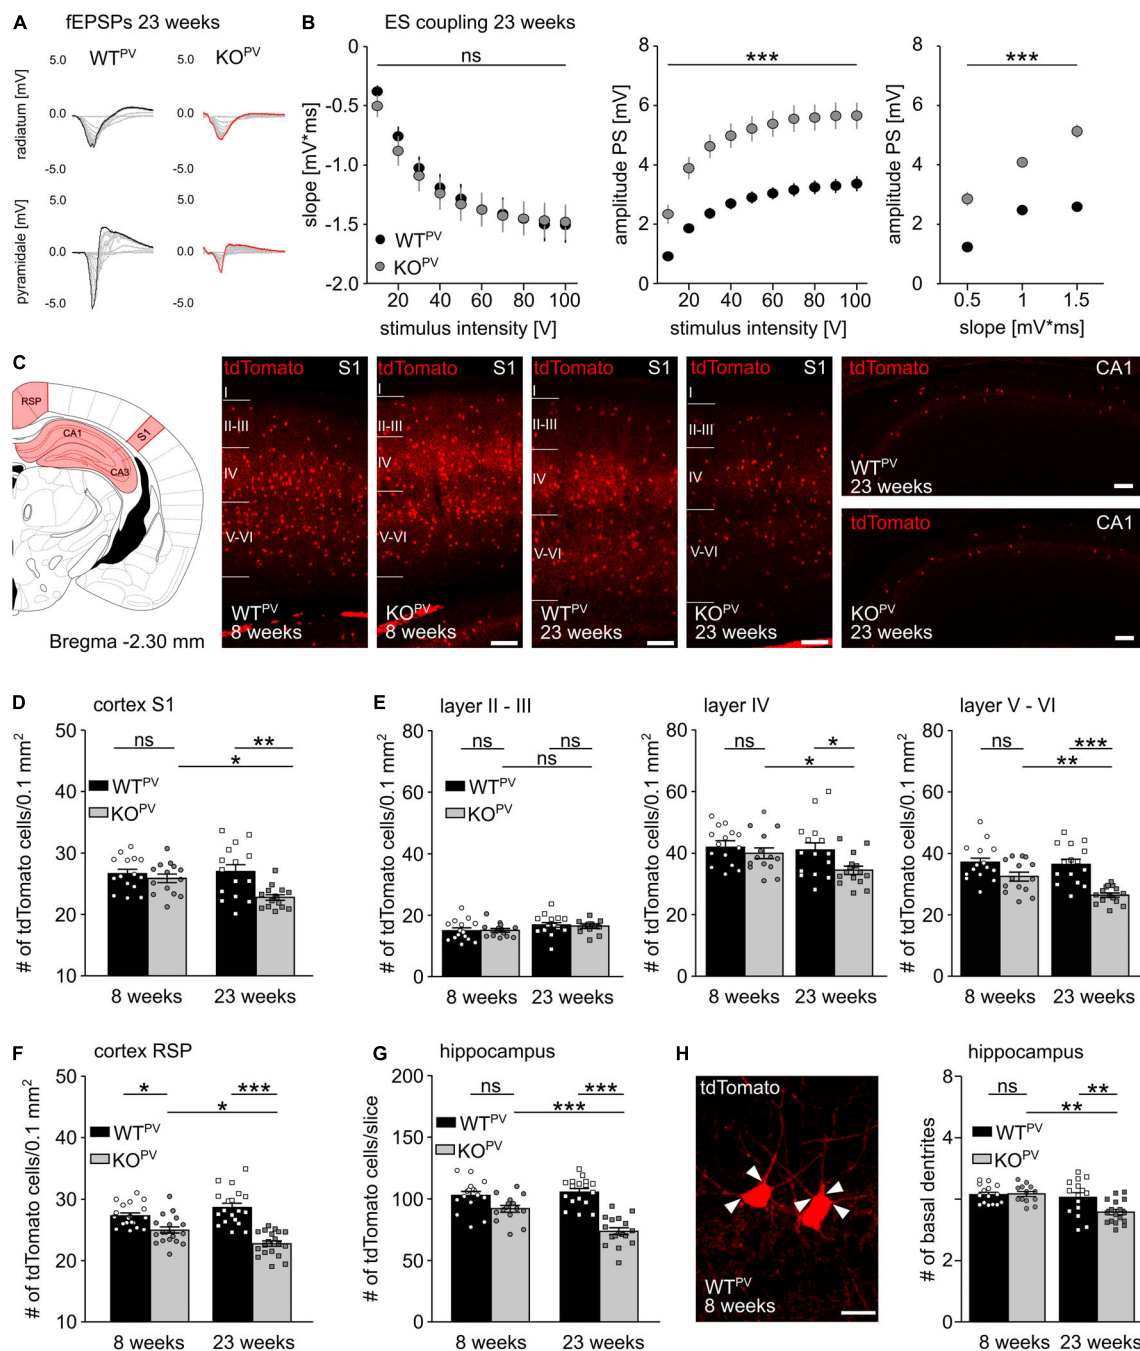 A fEPSPs 23 weeks
WTPV KOPV
5.0 5.0
radiatum [mV]
0.0 0.0
-5.0 -5.0
5.0 5.0
pyramidale [mV]
0.0 0.0
-5.0 -5.0
B ES coupling 23 weeks
slope [mV*ms]
0
-0.5
-1.0
-1.5
-2.0
ns
WTPV
KOPV
20 40 60 80 100
stimulus intensity [V]
amplitude PS [mV]
8
6
4
2
0
***
20 40 60 80 100
stimulus intensity [V]
amplitude PS [mV]
8
6
4
2
0
***
0.5 1 1.5
slope [mV*ms]
C
RSP
CA1
CA3
S1
Bregma -2.30 mm
tdTomato S1
I
II-III
IV
V-VI
WTPV
8 weeks
tdTomato S1
I
II-III
IV
V-VI
KOPV
8 weeks
tdTomato S1
I
II-III
IV
V-VI
WTPV
23 weeks
tdTomato S1
I
II-III
IV
V-VI
KOPV
23 weeks
tdTomato CA1
WTPV
23 weeks
tdTomato CA1
KOPV
23 weeks
D cortex S1
# of tdTomato cells/0.1 mm2
50
40
30
20
10
ns **
*
WTPV
KOPV
8 weeks 23 weeks
E layer II - III
# of tdTomato cells/0.1 mm2
80
60
40
20
0
ns ns
ns
WTPV
KOPV
8 weeks 23 weeks
layer IV
# of tdTomato cells/0.1 mm2
80
60
40
20
0
ns *
*
8 weeks 23 weeks
layer V - VI
# of tdTomato cells/0.1 mm2
80
60
40
20
0
ns ***
**
8 weeks 23 weeks
F cortex RSP
# of tdTomato cells/0.1 mm2
50
40
30
20
10
* ***
*
WTPV
KOPV
8 weeks 23 weeks
G hippocampus
# of tdTomato cells/slice
200
150
100
50
0
ns ***
***
WTPV
KOPV
8 weeks 23 weeks
H
tdTomato
WTPV
8 weeks
hippocampus
# of basal dentrites
8
6
4
2
ns **
**
WTPV
KOPV
8 weeks 23 weeks